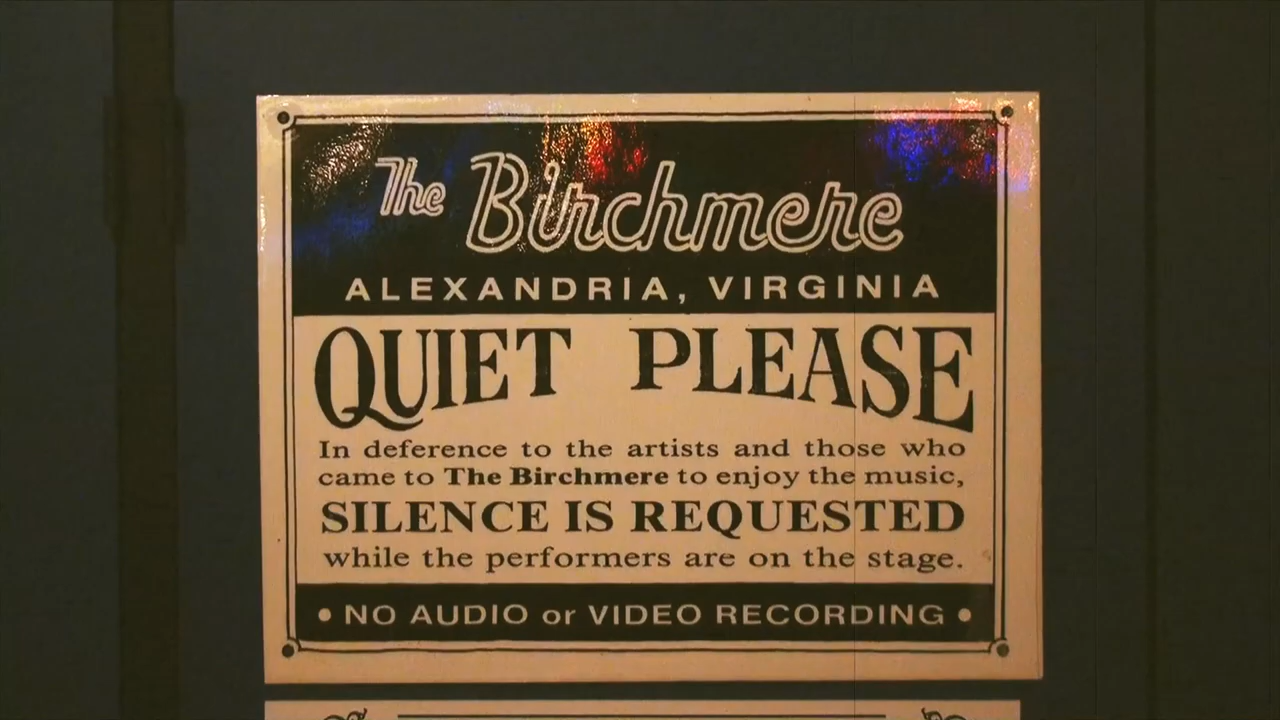 The Birchmere
ALEXANDRIA, VIRGINIA
QUIET PLEASE
In deference to the artists and those who
came to The Birchmere to enjoy the music,
SILENCE IS REQUESTED
while the performers are on the stage.
• NO AUDIO or VIDEO RECORDING •